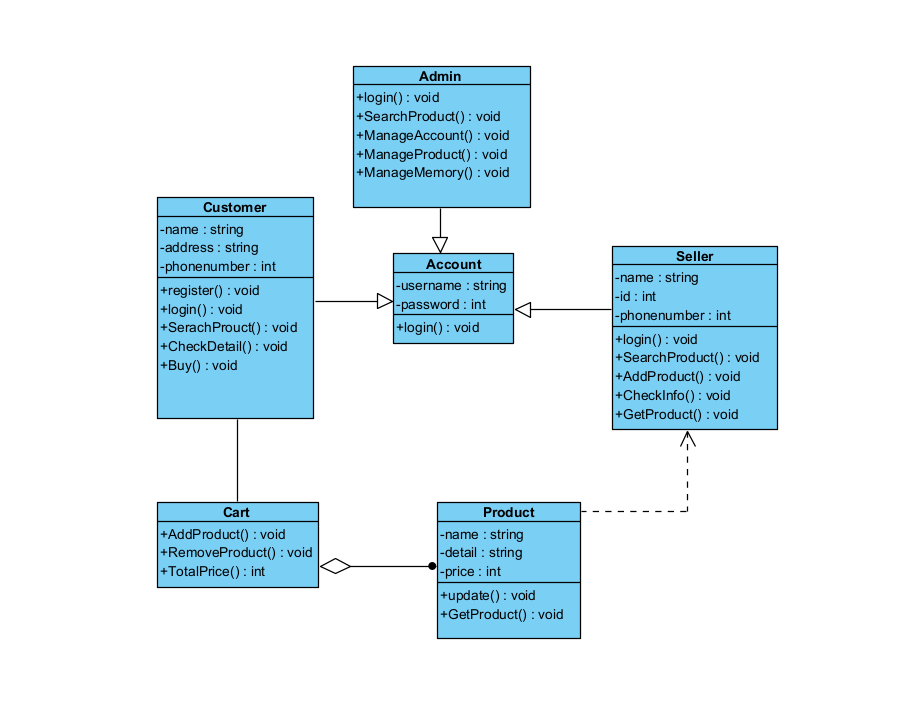 Admin
+login() : void
+SearchProduct() : void
+ManageAccount() : void
+ManageProduct() : void
+ManageMemory() : void
Customer
-name : string
-address : string
-phonenumber : int
+register() : void
+login() : void
+SerachProuct() : void
+CheckDetail() : void
+Buy() : void
Account
-username : string
-password : int
+login() : void
Seller
-name : string
-id : int
-phonenumber : int
+login() : void
+SearchProduct() : void
+AddProduct() : void
+CheckInfo() : void
+GetProduct() : void
Cart
+AddProduct() : void
+RemoveProduct() : void
+TotalPrice() : int
Product
-name : string
-detail : string
-price : int
+update() : void
+GetProduct() : void